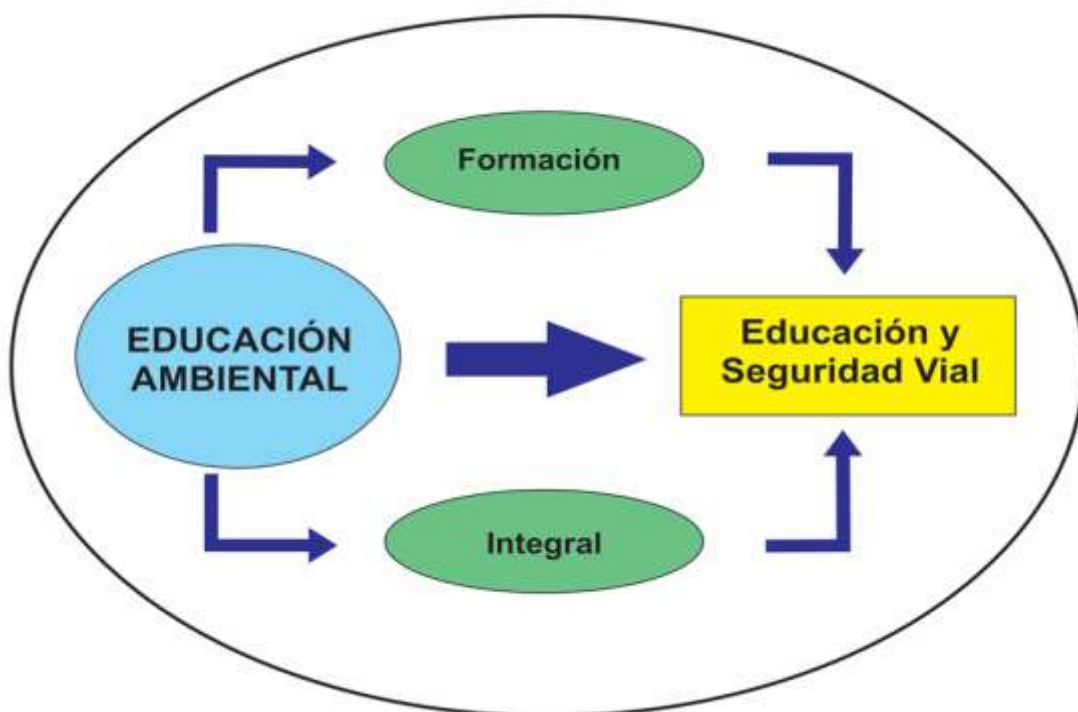 Formación
EDUCACIÓN
AMBIENTAL
Educación y
Seguridad Vial
Integral